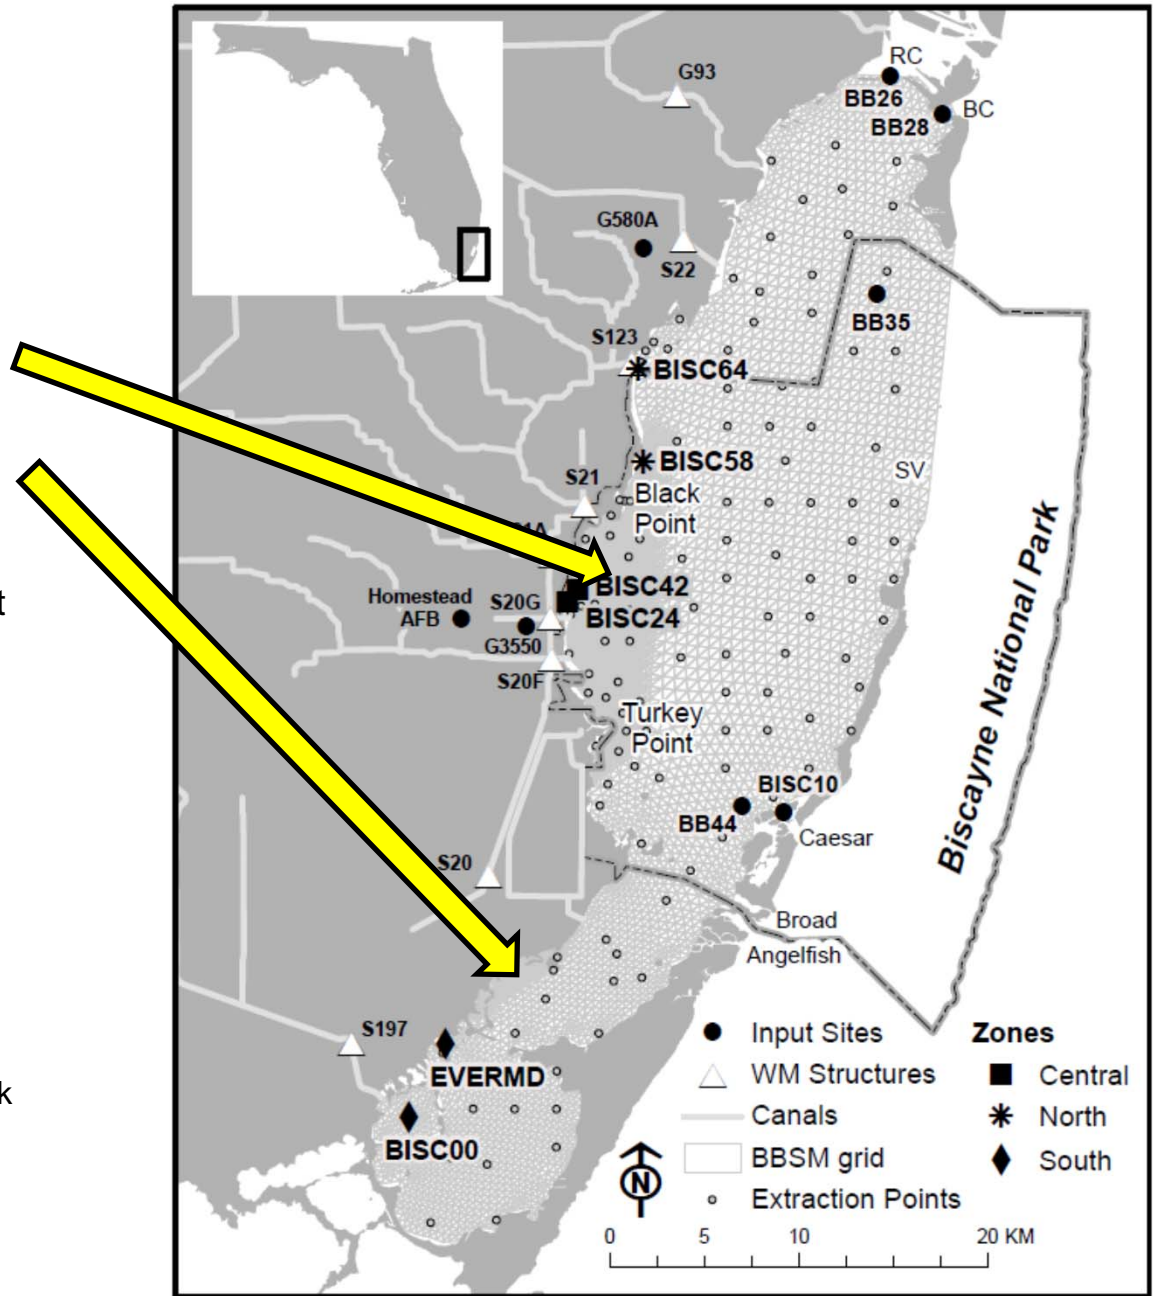 RC
G93
BB26
BC
BB28
G580A
S22
BB35
S123
BISC64
BISC58
SV
S21
Black
Point
BISC42
Homestead
AFB
S20G
BISC24
G3550
S20F
Turkey
Point
Biscayne National Park
BISC10
BB44
Caesar
S20
Broad
Angelfish
S197
EVERMD
BISC00
Input Sites
WM Structures
Canals
BBSM grid
Extraction Points
Zones
Central
North
South
N
0 5 10 20 KM
t
k